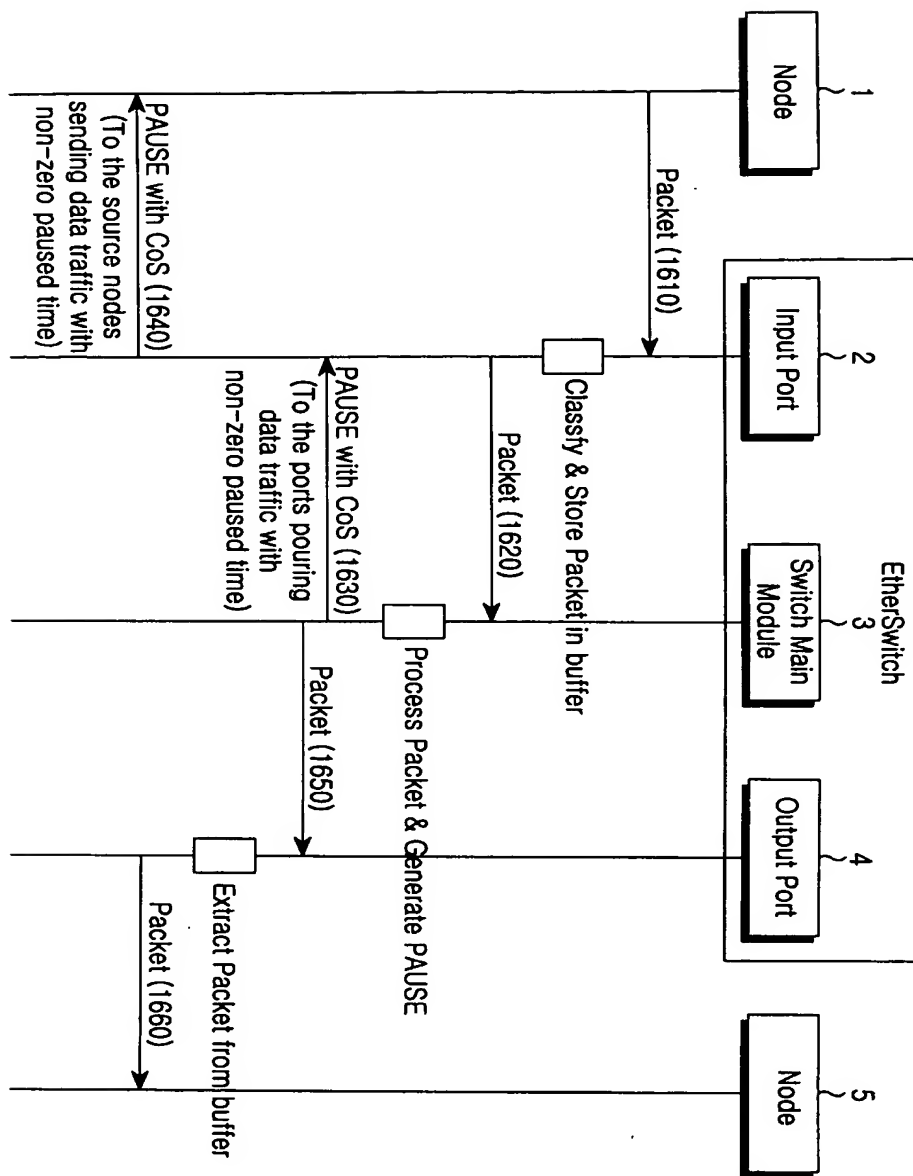 EtherSwitch
1
2
3
4
5
Node
Input Port
Switch Main
Module
Output Port
Node
Packet (1610)
Classfy & Store Packet in buffer
Packet (1620)
Process Packet & Generate PAUSE
PAUSE with CoS (1630)
(To the ports pouring
data traffic with
non-zero paused time)
Packet (1650)
Extract Packet from buffer
PAUSE with CoS (1640)
(To the source nodes
sending data traffic with
non-zero paused time)
Packet (1660)